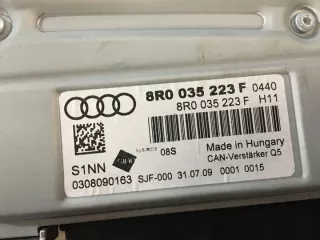 8R0 035 223 F 0440
8R0 035 223 F H11
08S
Made in Hungary
S1NN
CAN-Verstärker Q5
0308090163 SJF-000 31.07.09 0001 0015